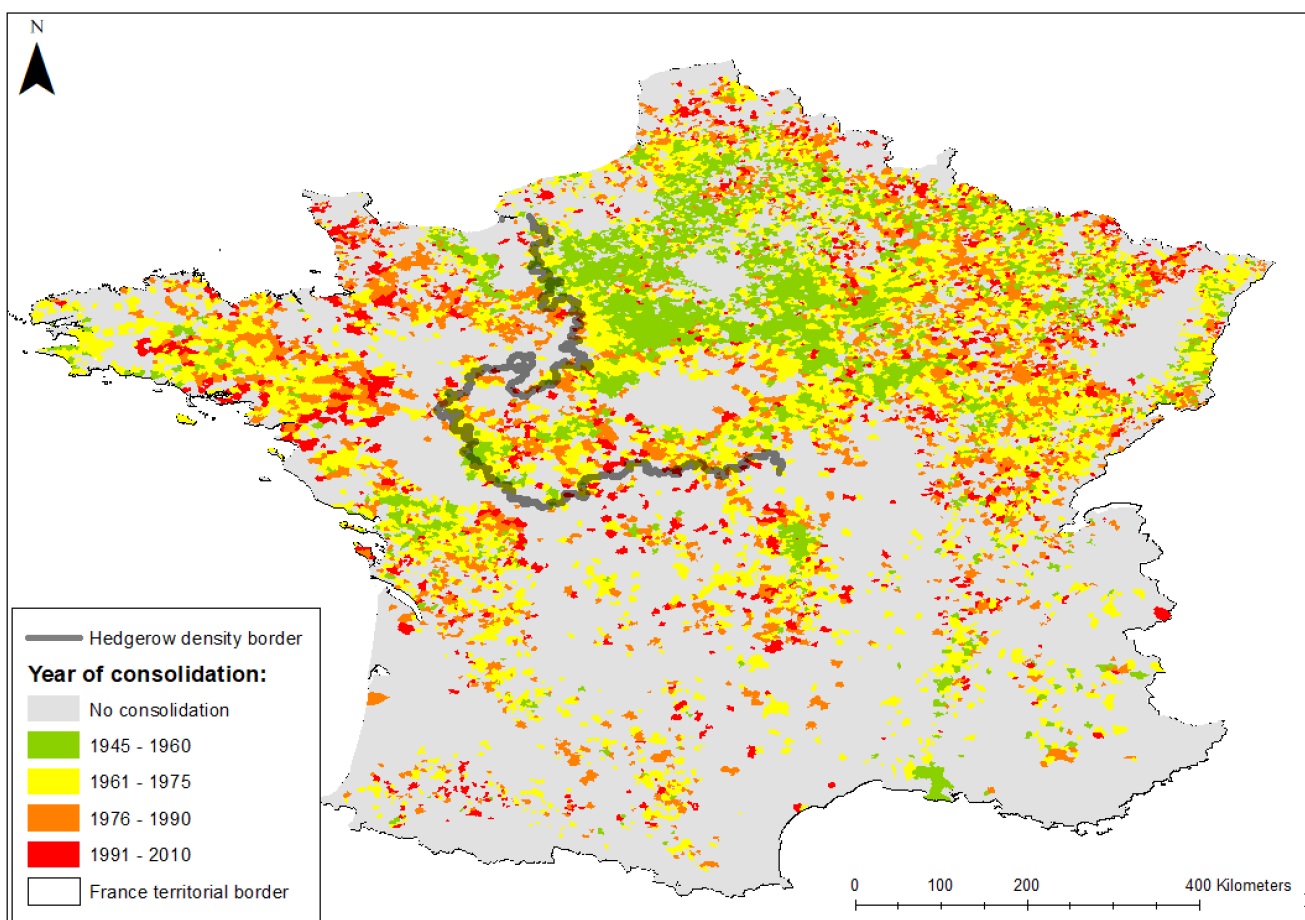 N
Hedgerow density border
Year of consolidation:
No consolidation
1945 - 1960
1961 - 1975
1976 - 1990
1991 - 2010
France territorial border
0 100 200 400 Kilometers